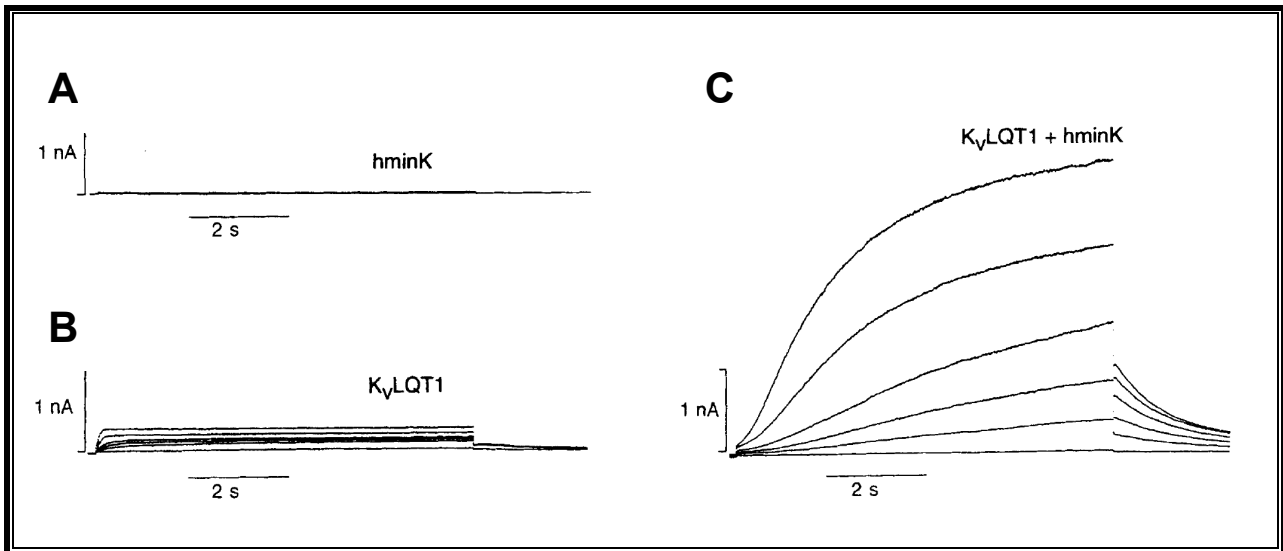 A
1 nA
hminK
2 s
B
1 nA
KVLQT1
2 s
C
KVLQT1 + hminK
1 nA
2 s